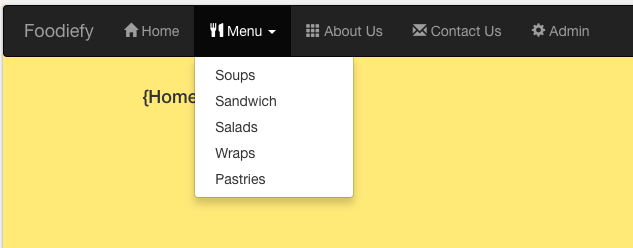 Foodiefy Home Menu About Us Contact Us Admin
Soups
{Home
Sandwich
Salads
Wraps
Pastries